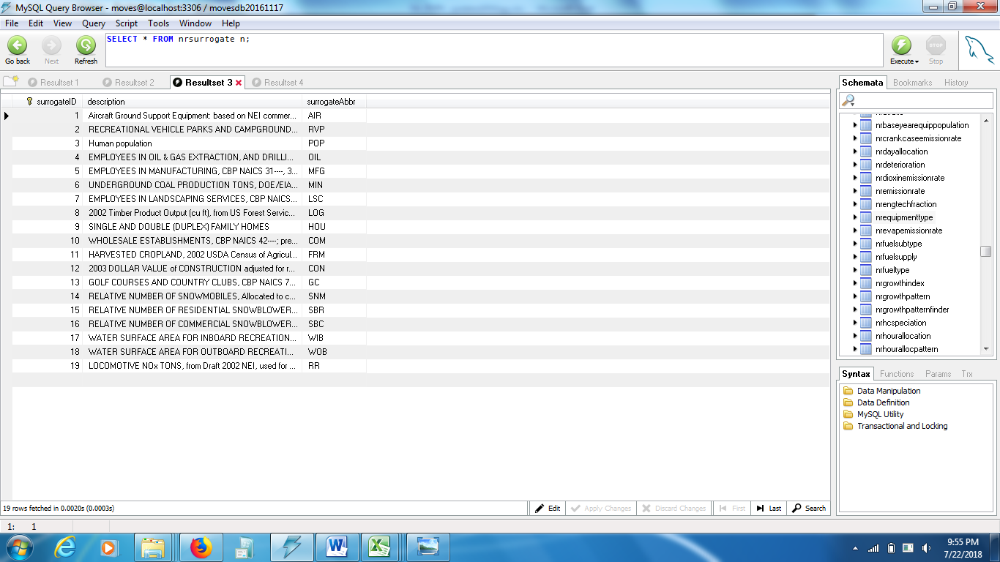 MySQL Query Browser - moves@localhost:3306 / movesdb20161117
File Edit View Query Script Tools Window Help
SELECT * FROM nrsurrogate n;
Go back Next Refresh Execute STOP Stop
Resultset 1 Resultset 2 Resultset 3 Resultset 4
surrogateID description surrogateAbbr
1 Aircraft Ground Support Equipment: based on NEI commer... AIR
2 RECREATIONAL VEHICLE PARKS AND CAMPGROUND... RVP
3 Human population POP
4 EMPLOYEES IN OIL & GAS EXTRACTION, AND DRILLI... OIL
5 EMPLOYEES IN MANUFACTURING, CBP NAICS 31----, 3... MFG
6 UNDERGROUND COAL PRODUCTION TONS, DOE/EIA... MIN
7 EMPLOYEES IN LANDSCAPING SERVICES, CBP NAICS... LSC
8 2002 Timber Product Output (cu ft), from US Forest Servic... LOG
9 SINGLE AND DOUBLE (DUPLEX) FAMILY HOMES HOU
10 WHOLESALE ESTABLISHMENTS, CBP NAICS 42----; pre... COM
11 HARVESTED CROPLAND, 2002 USDA Census of Agricul... FRM
12 2003 DOLLAR VALUE of CONSTRUCTION adjusted for r... CON
13 GOLF COURSES AND COUNTRY CLUBS, CBP NAICS 7... GC
14 RELATIVE NUMBER OF SNOWMOBILES, Allocated to c... SNM
15 RELATIVE NUMBER OF RESIDENTIAL SNOWBLOWER... SBR
16 RELATIVE NUMBER OF COMMERCIAL SNOWBLOWER... SBC
17 WATER SURFACE AREA FOR INBOARD RECREATION... WIB
18 WATER SURFACE AREA FOR OUTBOARD RECREATI... WOB
19 LOCOMOTIVE NOx TONS, from Draft 2002 NEI, used for ... RR
19 rows fetched in 0.0020s (0.0003s)
Edit Apply Changes Discard Changes First Last Search
1: 1
Schemata Bookmarks History
nrbaseyearequippopulation
nrcrankcaseemissionrate
nrdayallocation
nrdeterioration
nrdioxinemissionrate
nremissionrate
nrengtechfraction
nrequipmenttype
nrevapemissionrate
nrfuelsubtype
nrfuelsupply
nrfueltype
nrgrowthindex
nrgrowthpattern
nrgrowthpatternfinder
nrhcspeciation
nrhourallocation
nrhourallocpattern
Syntax Functions Params Trx
Data Manipulation
Data Definition
MySQL Utility
Transactional and Locking
9:55 PM
7/22/2018